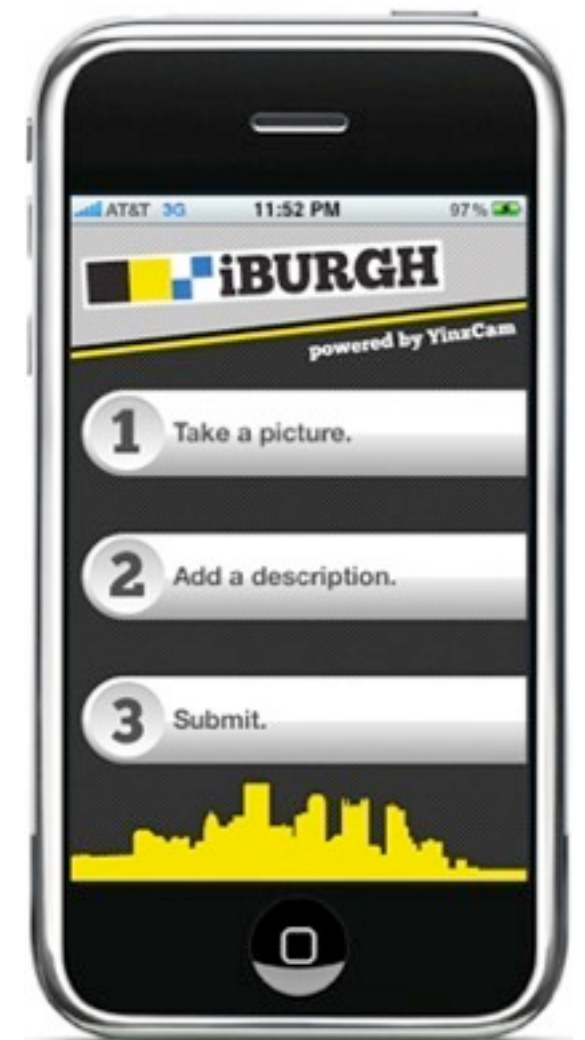 AT&T 3G 11:52 PM 97%
iBURGH
powered by YinzCam
1 Take a picture.
2 Add a description.
3 Submit.